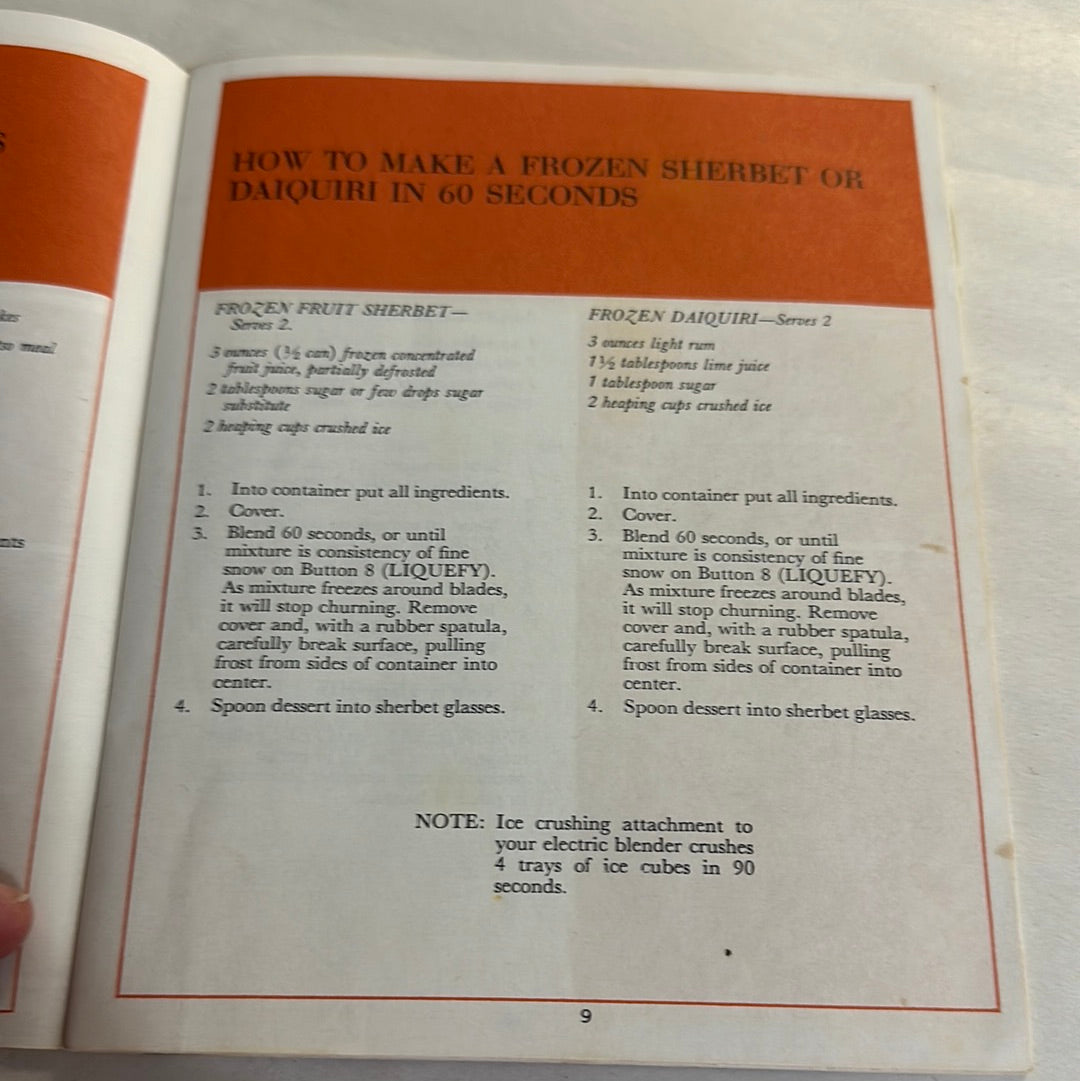 s
kes
so meal
nts
HOW TO MAKE A FROZEN SHERBET OR
DAIQUIRI IN 60 SECONDS
FROZEN FRUIT SHERBET—
Serves 2.
3 ounces (½ can) frozen concentrated
fruit juice, partially defrosted
2 tablespoons sugar or few drops sugar
substitute
2 heaping cups crushed ice
1. Into container put all ingredients.
2. Cover.
3. Blend 60 seconds, or until
mixture is consistency of fine
snow on Button 8 (LIQUEFY).
As mixture freezes around blades,
it will stop churning. Remove
cover and, with a rubber spatula,
carefully break surface, pulling
frost from sides of container into
center.
4. Spoon dessert into sherbet glasses.
FROZEN DAIQUIRI—Serves 2
3 ounces light rum
1½ tablespoons lime juice
1 tablespoon sugar
2 heaping cups crushed ice
1. Into container put all ingredients.
2. Cover.
3. Blend 60 seconds, or until
mixture is consistency of fine
snow on Button 8 (LIQUEFY).
As mixture freezes around blades,
it will stop churning. Remove
cover and, with a rubber spatula,
carefully break surface, pulling
frost from sides of container into
center.
4. Spoon dessert into sherbet glasses.
NOTE: Ice crushing attachment to
your electric blender crushes
4 trays of ice cubes in 90
seconds.
9